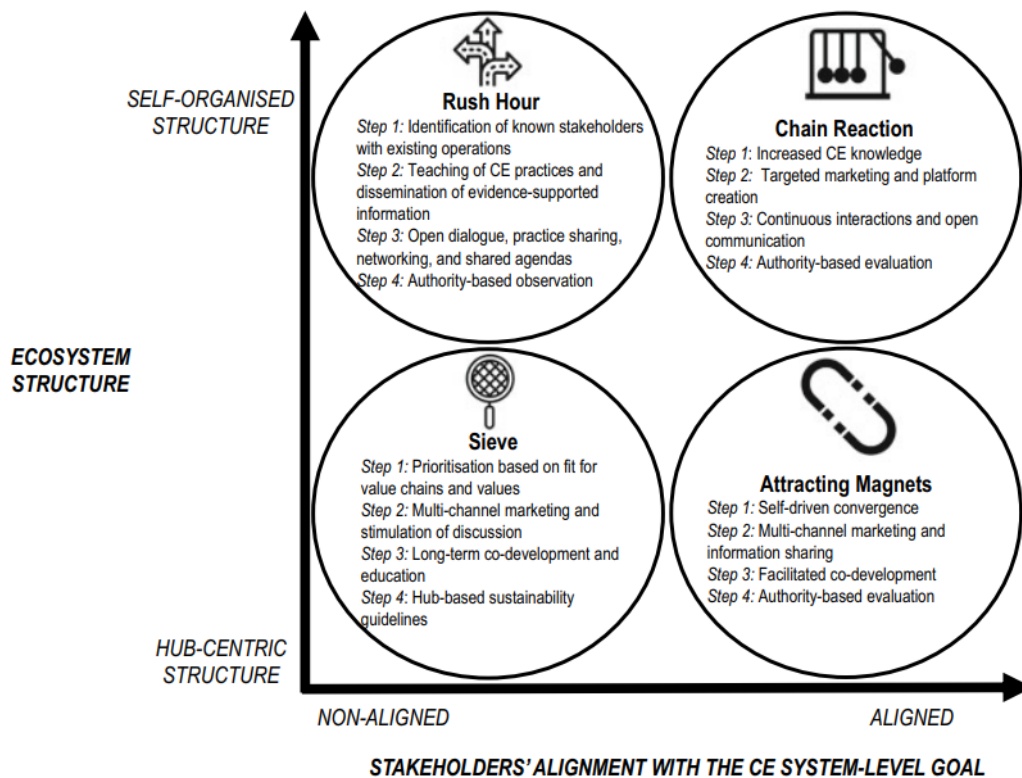 SELF-ORGANISED
STRUCTURE
Rush Hour
Step 1: Identification of known stakeholders
with existing operations
Step 2: Teaching of CE practices and
dissemination of evidence-supported
information
Step 3: Open dialogue, practice sharing,
networking, and shared agendas
Step 4: Authority-based observation
Chain Reaction
Step 1: Increased CE knowledge
Step 2: Targeted marketing and platform
creation
Step 3: Continuous interactions and open
communication
Step 4: Authority-based evaluation
ECOSYSTEM
STRUCTURE
Sieve
Step 1: Prioritisation based on fit for
value chains and values
Step 2: Multi-channel marketing and
stimulation of discussion
Step 3: Long-term co-development and
education
Step 4: Hub-based sustainability
guidelines
Attracting Magnets
Step 1: Self-driven convergence
Step 2: Multi-channel marketing and
information sharing
Step 3: Facilitated co-development
Step 4: Authority-based evaluation
HUB-CENTRIC
STRUCTURE
NON-ALIGNED
ALIGNED
STAKEHOLDERS' ALIGNMENT WITH THE CE SYSTEM-LEVEL GOAL